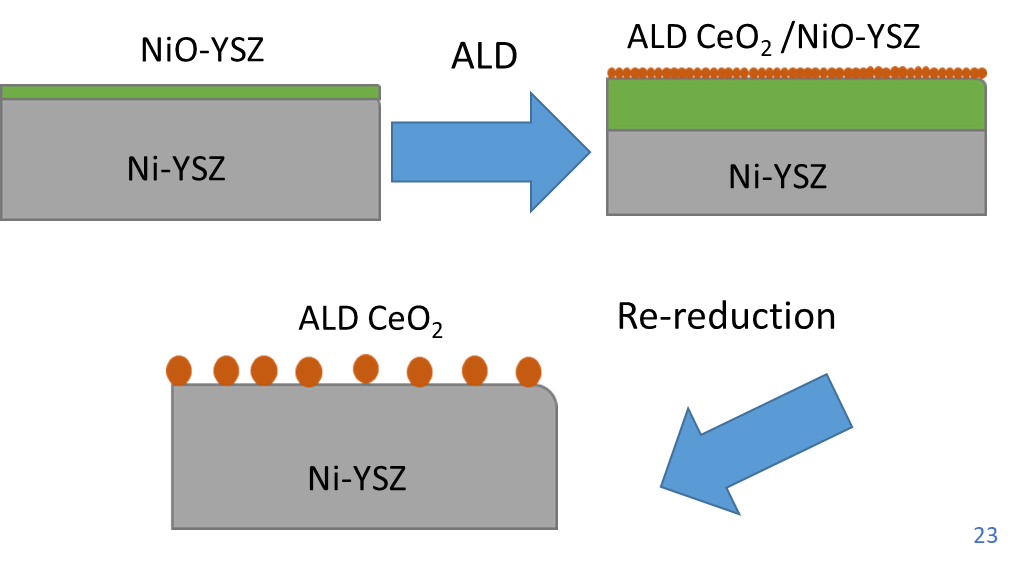 NiO-YSZ
ALD
ALD CeO₂ /NiO-YSZ
Ni-YSZ
Ni-YSZ
ALD CeO₂
Re-reduction
Ni-YSZ
23